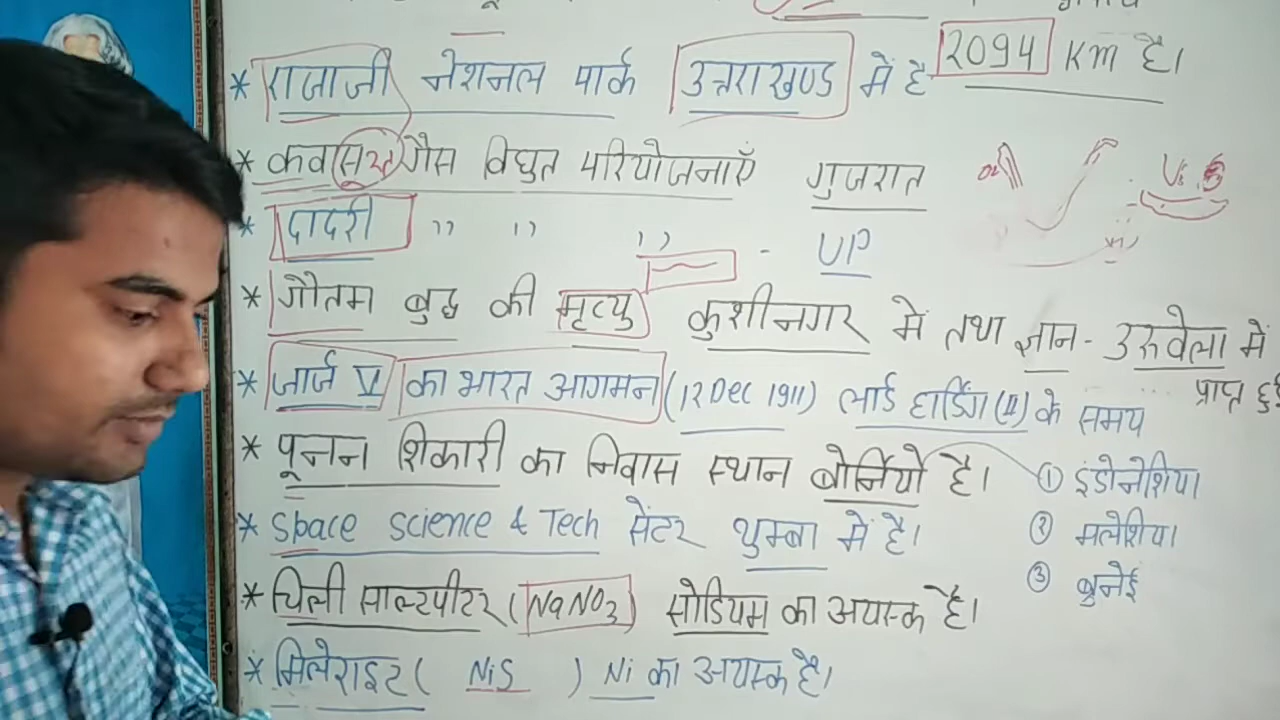 * राजाजी नेशनल पार्क उत्तराखण्ड में है
2094 km है।
* कवास गैस विद्युत परियोजनाएँ गुजरात
* दादरी " " " - UP
* गौतम बुद्ध की मृत्यु कुशीनगर में तथा ज्ञान - उरुवेला में
प्राप्त हुई
* जार्ज V का भारत आगमन (12 Dec 1911) लार्ड हार्डिंग (II) के समय
* पूनन शिकारी का निवास स्थान बोर्नियो है।
① इंडोनेशिया
② मलेशिया
③ ब्रुनेई
* Space science & Tech सेंटर थुम्बा में है।
* चिली साल्टपीटर (NaNO3) सोडियम का अयस्क है।
* मिलेराइट ( NiS ) Ni का अयस्क है।